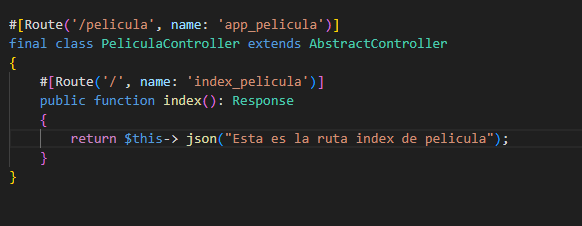 #[Route('/pelicula', name: 'app_pelicula')]
final class PeliculaController extends AbstractController
{
    #[Route('/', name: 'index_pelicula')]
    public function index(): Response
    {
        return $this-> json("Esta es la ruta index de pelicula");
    }
}